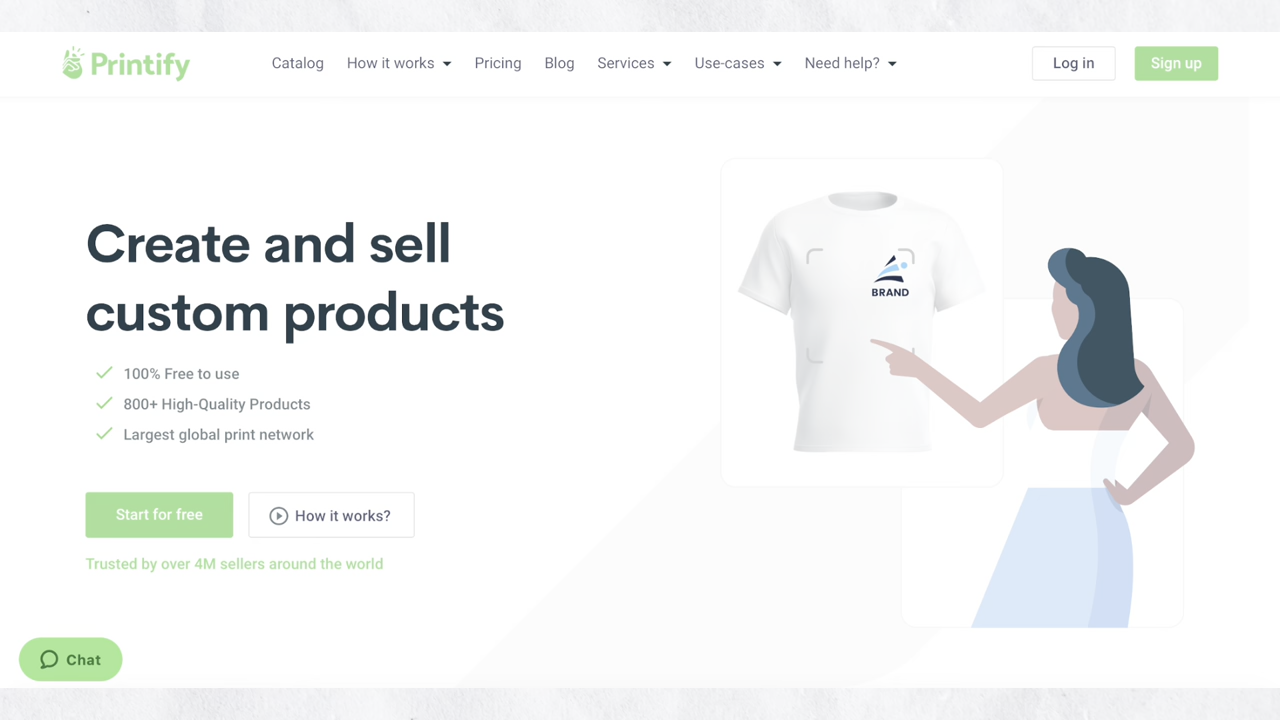 Printify
Catalog
How it works
Pricing
Blog
Services
Use-cases
Need help?
Log in
Sign up
Create and sell
custom products
100% Free to use
800+ High-Quality Products
Largest global print network
Start for free
How it works?
Trusted by over 4M sellers around the world
BRAND
Chat